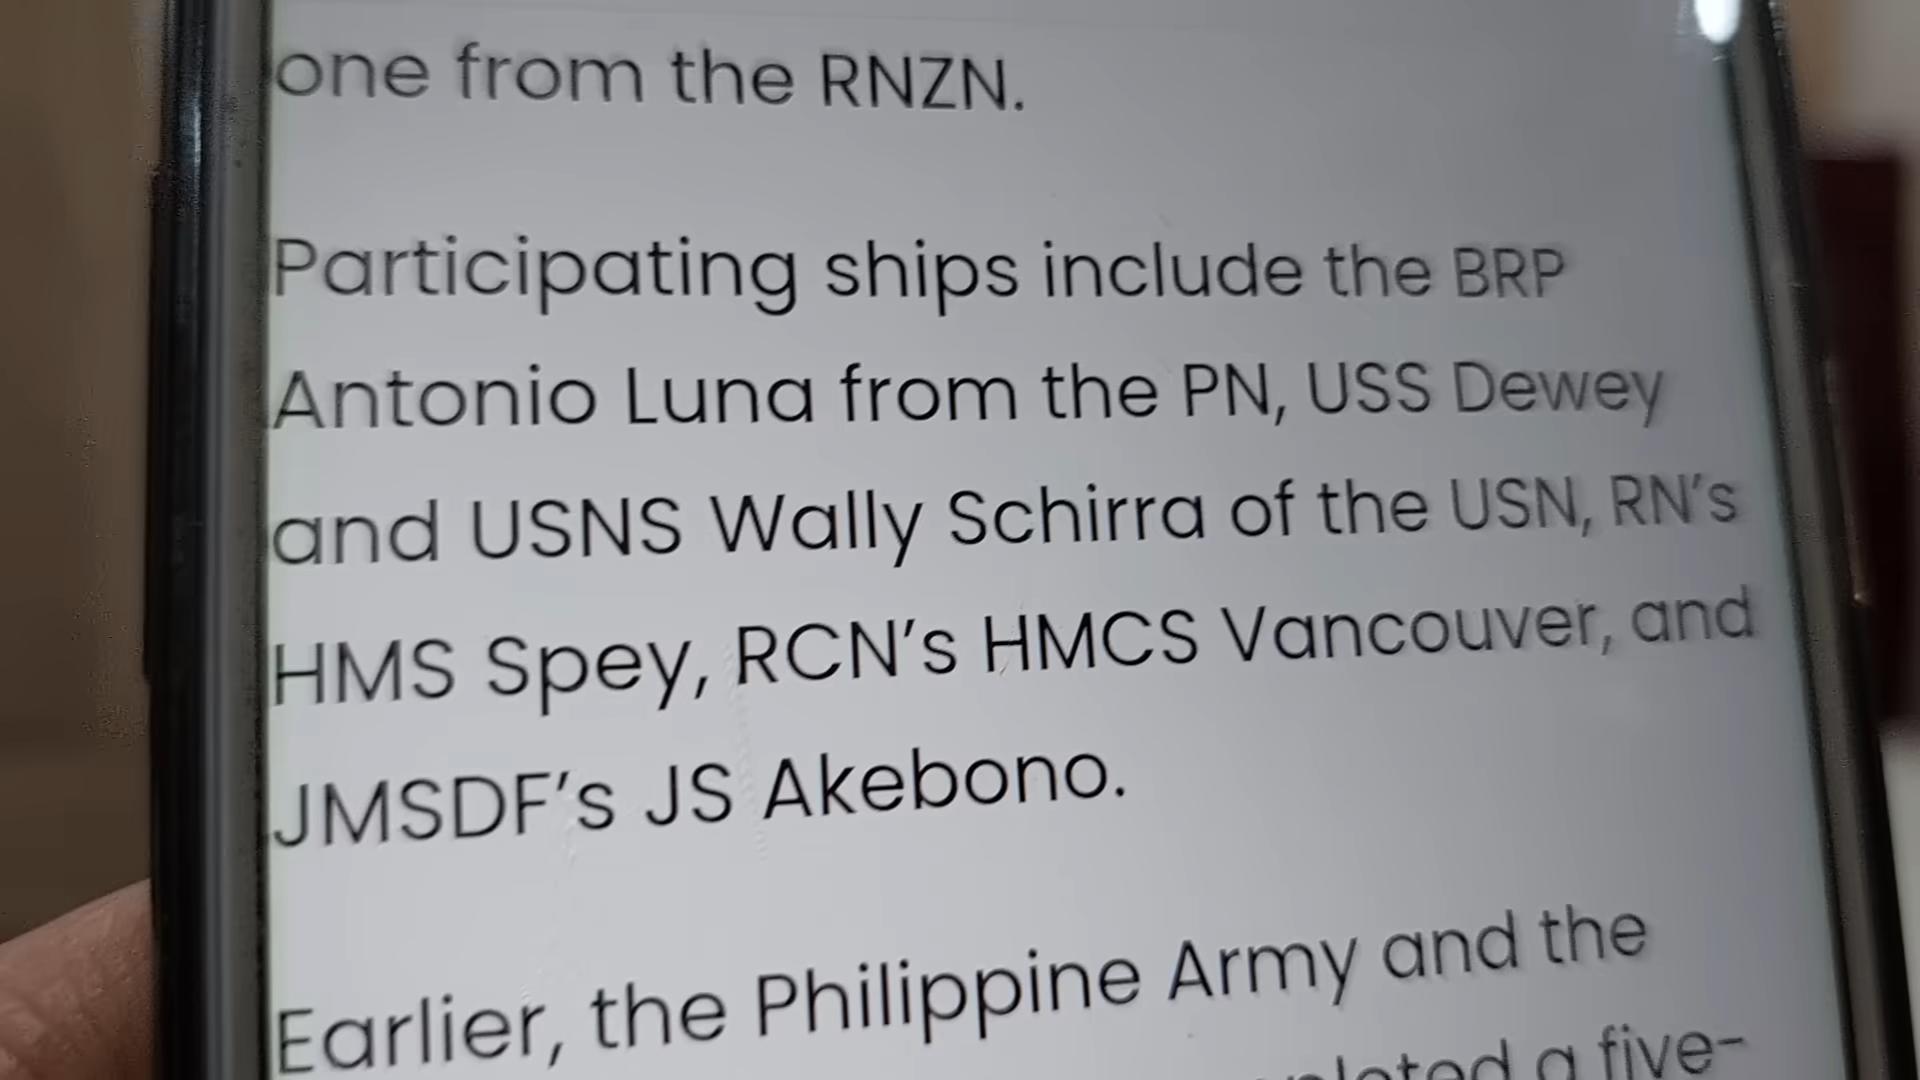 one from the RNZN.
Participating ships include the BRP
Antonio Luna from the PN, USS Dewey
and USNS Wally Schirra of the USN, RN's
HMS Spey, RCN's HMCS Vancouver, and
JMSDF's JS Akebono.
Earlier, the Philippine Army and the
a five-